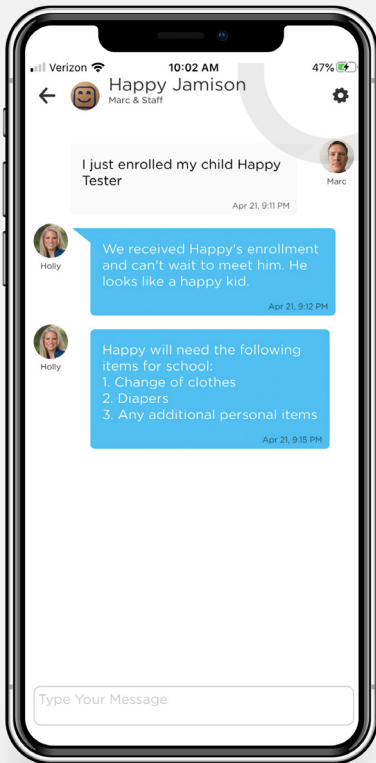 Verizon 10:02 AM 47%
Happy Jamison
Marc & Staff
I just enrolled my child Happy
Tester
Marc
Apr 21, 9:11 PM
We received Happy's enrollment
and can't wait to meet him. He
looks like a happy kid.
Holly
Apr 21, 9:12 PM
Happy will need the following
items for school:
1. Change of clothes
2. Diapers
3. Any additional personal items
Holly
Apr 21, 9:15 PM
Type Your Message